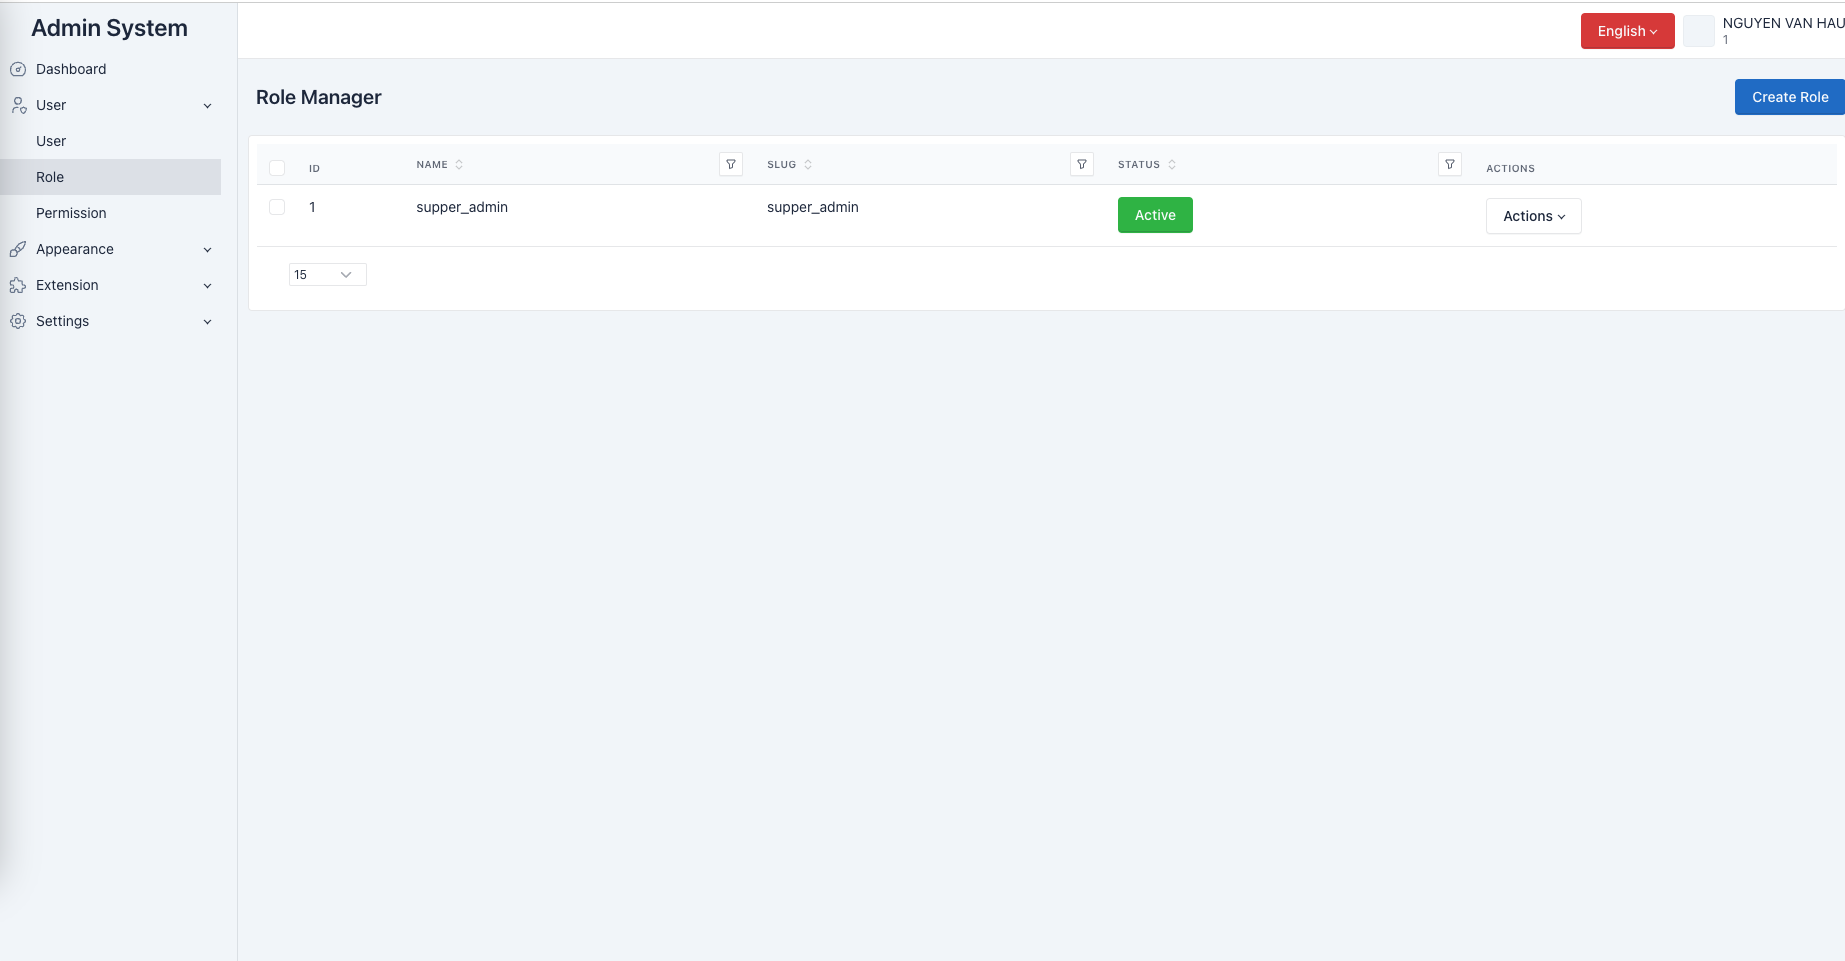 Admin System
English
NGUYEN VAN HAU
1
Dashboard
User
User
Role
Permission
Appearance
Extension
Settings
Role Manager
Create Role
ID NAME SLUG STATUS ACTIONS
1 supper_admin supper_admin Active Actions
15